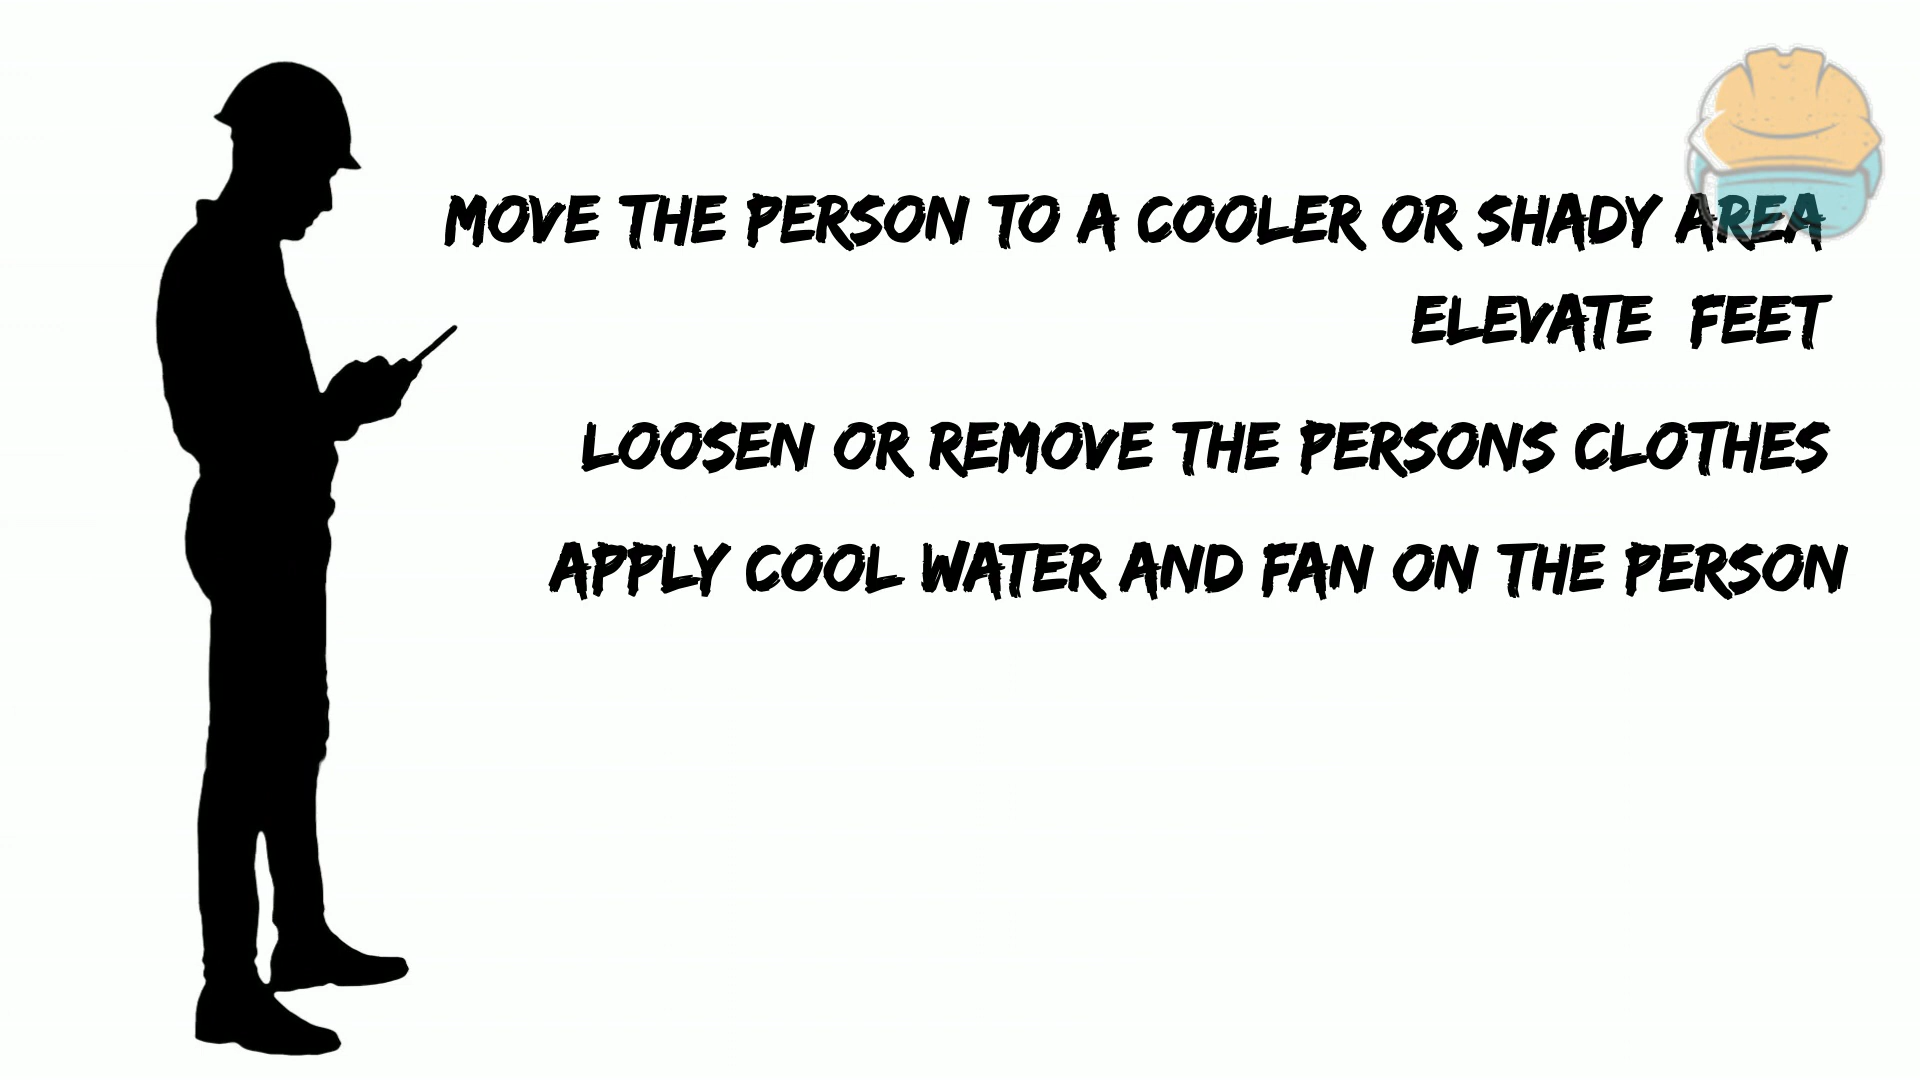 MOVE THE PERSON TO A COOLER OR SHADY AREA
ELEVATE FEET
LOOSEN OR REMOVE THE PERSONS CLOTHES
APPLY COOL WATER AND FAN ON THE PERSON